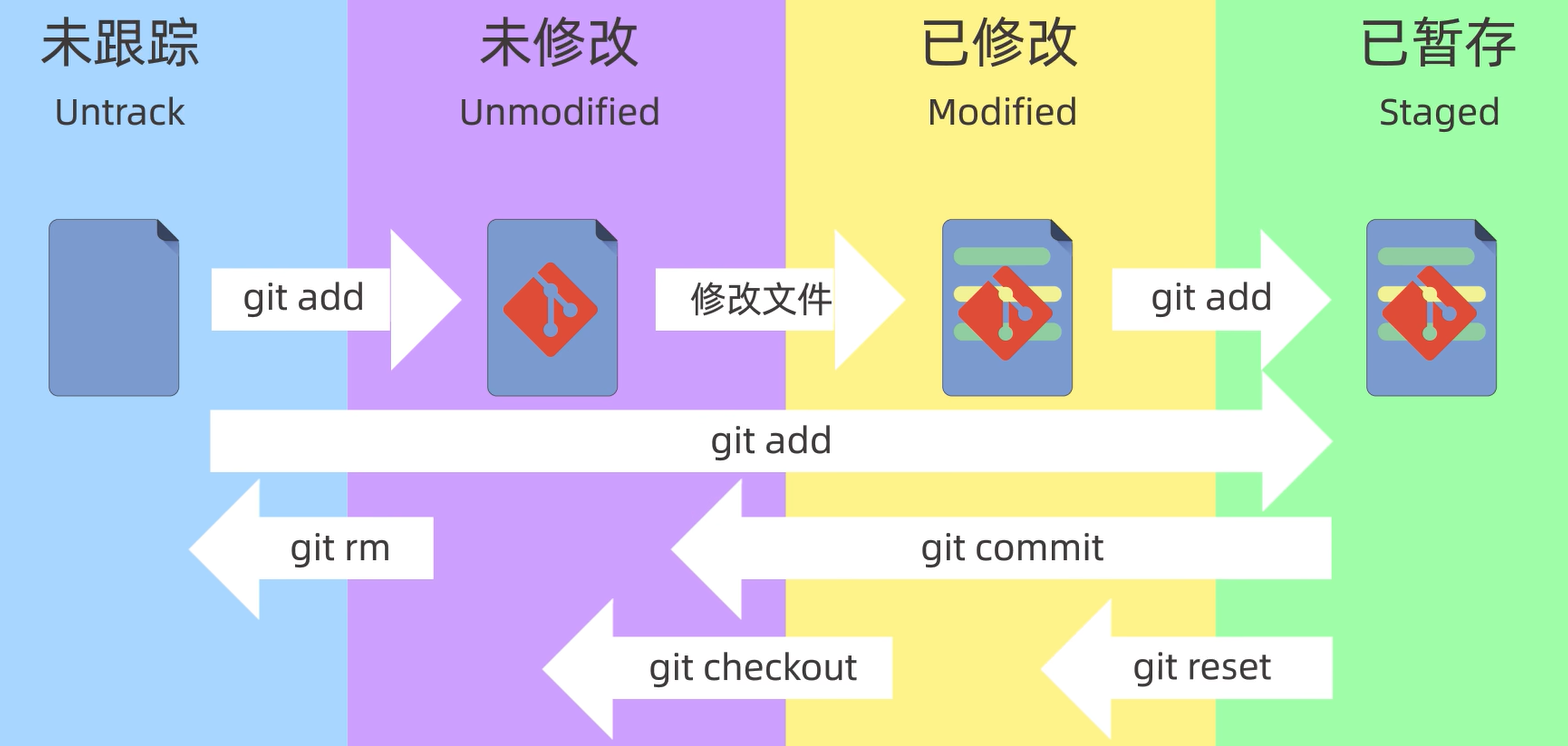 未跟踪
Untrack
未修改
Unmodified
已修改
Modified
已暂存
Staged
git add
修改文件
git add
git add
git rm
git commit
git checkout
git reset